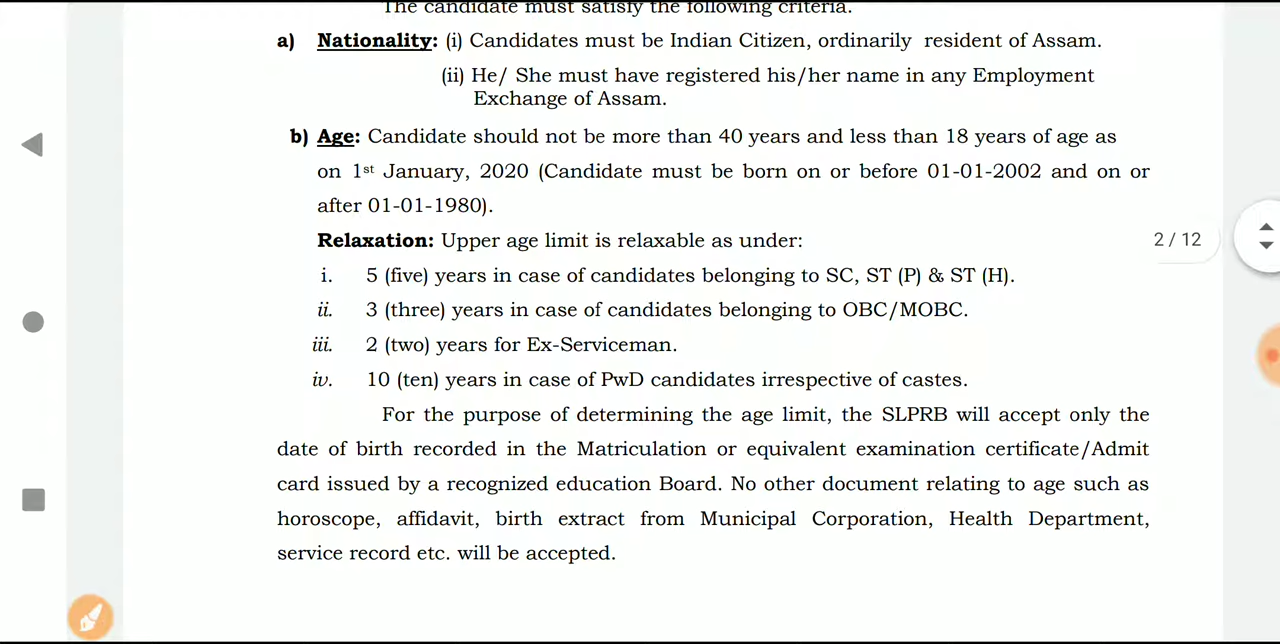 The candidate must satisfy the following criteria.
a) Nationality: (i) Candidates must be Indian Citizen, ordinarily resident of Assam.
(ii) He/ She must have registered his/her name in any Employment
Exchange of Assam.
b) Age: Candidate should not be more than 40 years and less than 18 years of age as
on 1st January, 2020 (Candidate must be born on or before 01-01-2002 and on or
after 01-01-1980).
Relaxation: Upper age limit is relaxable as under:
i. 5 (five) years in case of candidates belonging to SC, ST (P) & ST (H).
ii. 3 (three) years in case of candidates belonging to OBC/MOBC.
iii. 2 (two) years for Ex-Serviceman.
iv. 10 (ten) years in case of PwD candidates irrespective of castes.
For the purpose of determining the age limit, the SLPRB will accept only the
date of birth recorded in the Matriculation or equivalent examination certificate/Admit
card issued by a recognized education Board. No other document relating to age such as
horoscope, affidavit, birth extract from Municipal Corporation, Health Department,
service record etc. will be accepted.
2 / 12